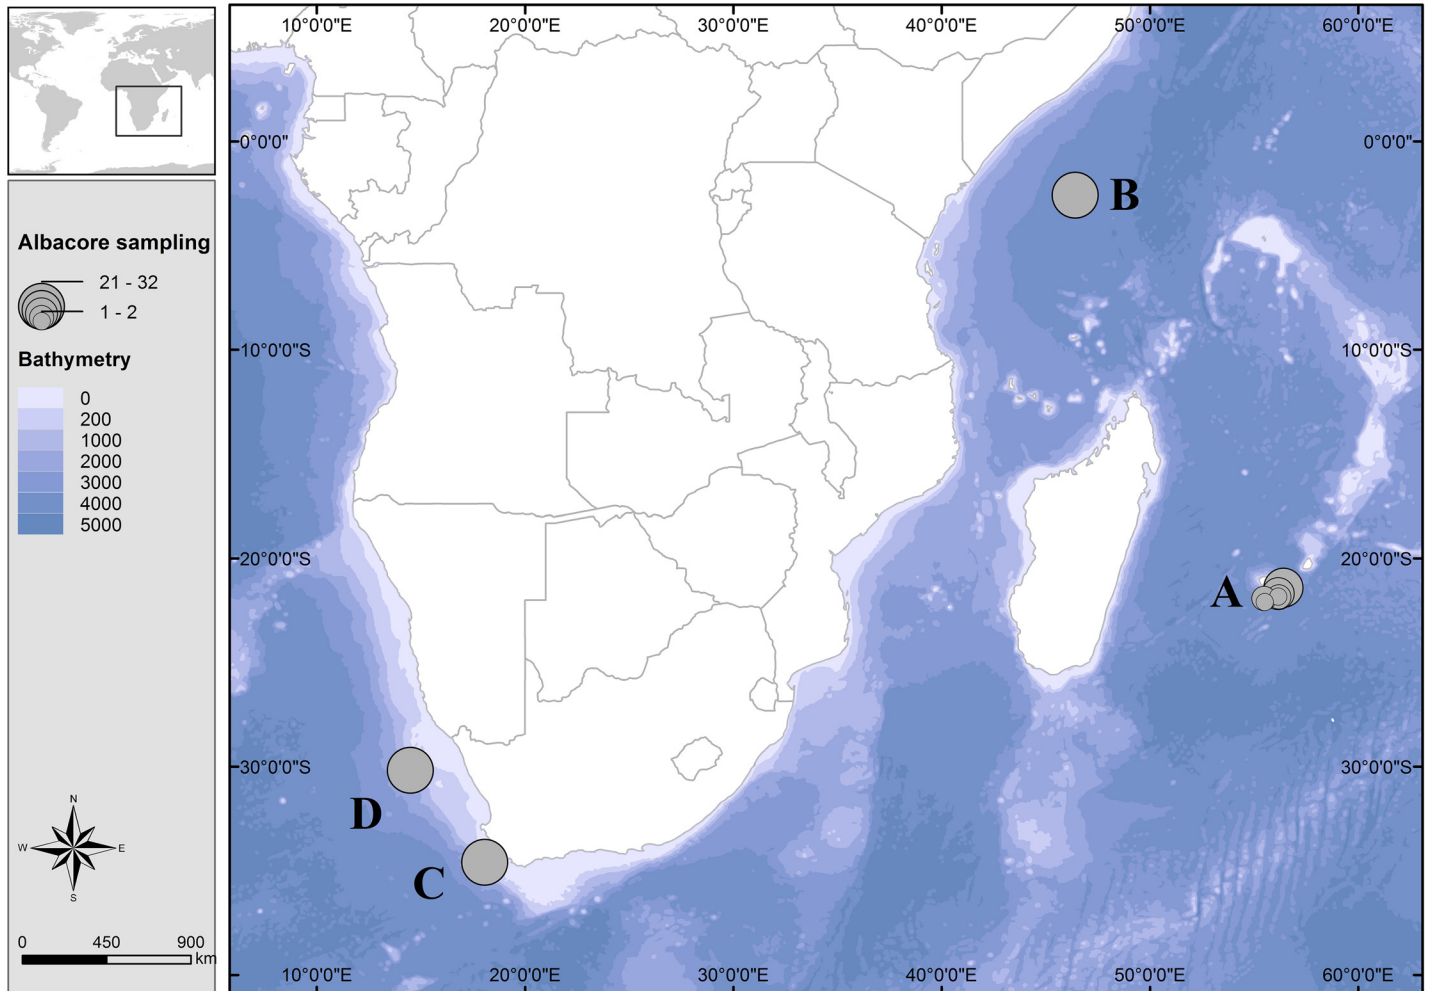 10°0'0"E 20°0'0"E 30°0'0"E 40°0'0"E 50°0'0"E 60°0'0"E
0°0'0" 0°0'0"
B
Albacore sampling
21 - 32
1 - 2
Bathymetry
0
200
1000
2000
3000
4000
5000
10°0'0"S 10°0'0"S
20°0'0"S 20°0'0"S
A
30°0'0"S 30°0'0"S
D
C
N
W E
S
0 450 900
km
10°0'0"E 20°0'0"E 30°0'0"E 40°0'0"E 50°0'0"E 60°0'0"E